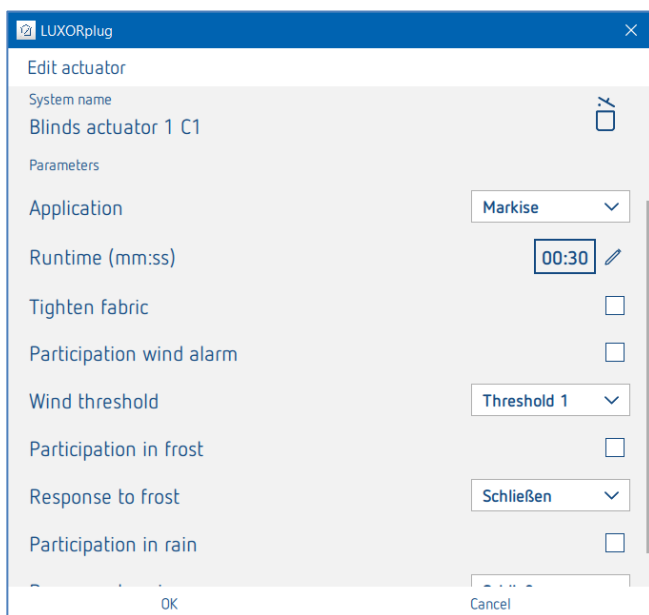 LUXORplug
Edit actuator
System name
Blinds actuator 1 C1
Parameters
Application Markise
Runtime (mm:ss) 00:30
Tighten fabric
Participation wind alarm
Wind threshold Threshold 1
Participation in frost
Response to frost Schließen
Participation in rain
OK Cancel